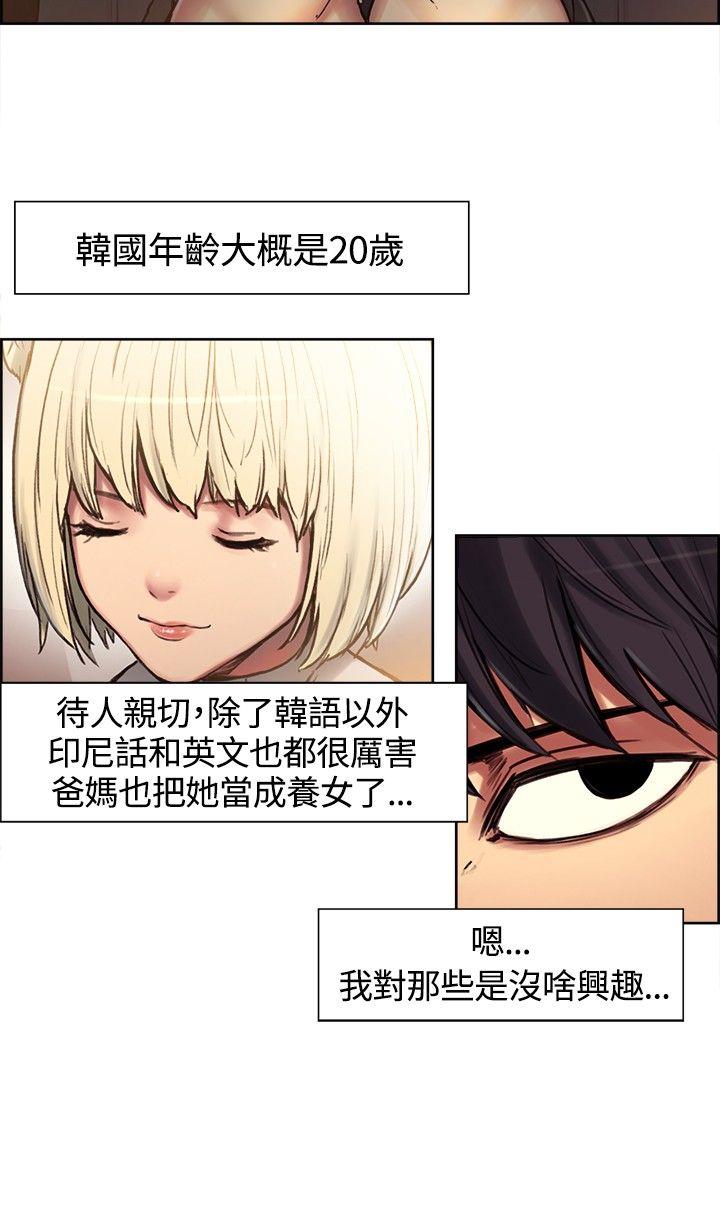 韓國年齡大概是20歲
待人親切,除了韓語以外
印尼話和英文也都很厲害
爸媽也把她當成養女了...
嗯...
我對那些是沒啥興趣...